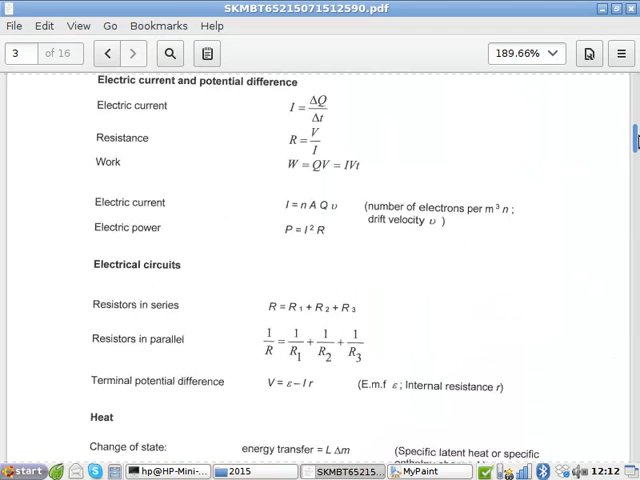 SKMBT65215071512590.pdf
File Edit View Go Bookmarks Help
3 of 16 189.66%
Electric current and potential difference
Electric current I = ΔQ/Δt
Resistance R = V/I
Work W = QV = IVt
Electric current I = n A Q υ (number of electrons per m³ n ;
drift velocity υ )
Electric power P = I² R
Electrical circuits
Resistors in series R = R₁ + R₂ + R₃
Resistors in parallel 1/R = 1/R₁ + 1/R₂ + 1/R₃
Terminal potential difference V = ε – I r (E.m.f ε ; Internal resistance r)
Heat
Change of state: energy transfer = L Δm (Specific latent heat or specific
start hp@HP-Mini- 2015 SKMBT65215 MyPaint 12:12